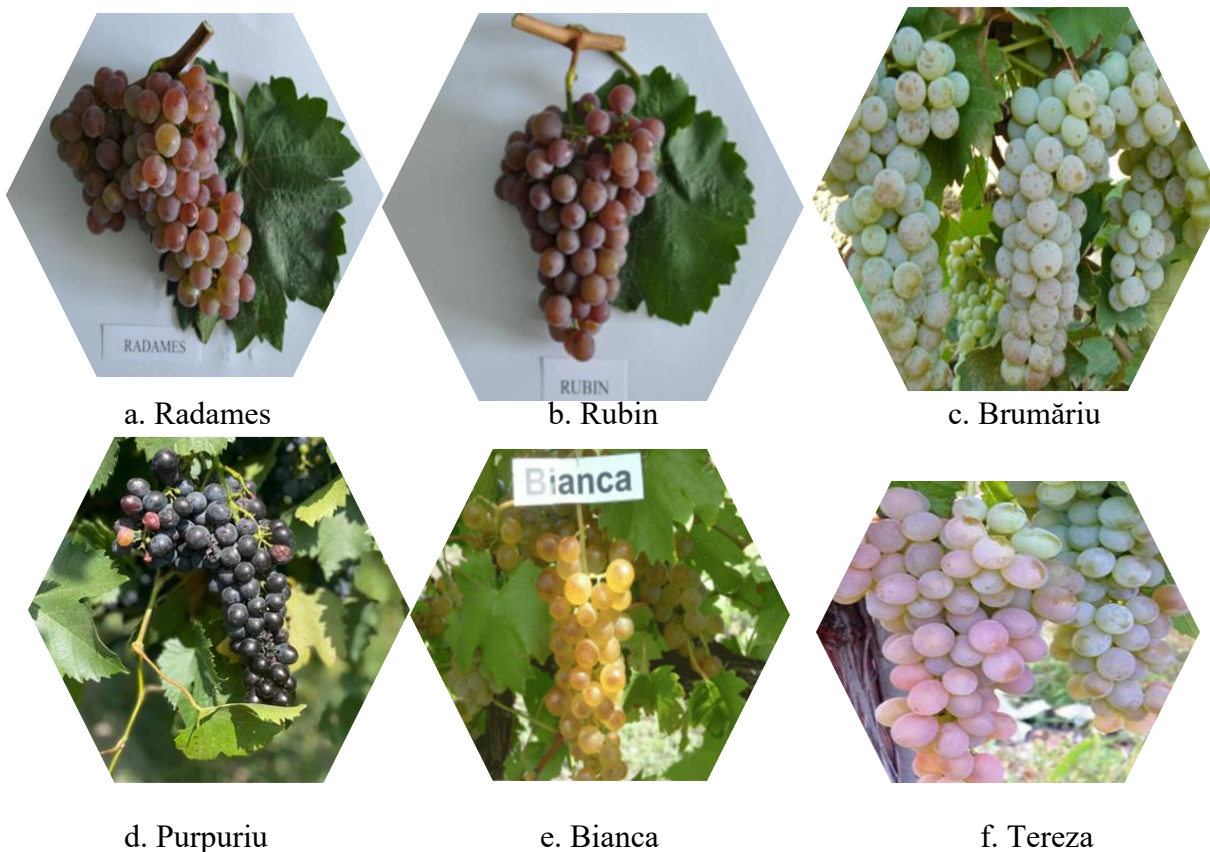 RADAMES
RUBIN
a. Radames
b. Rubin
c. Brumăriu
Bianca
d. Purpuriu
e. Bianca
f. Tereza